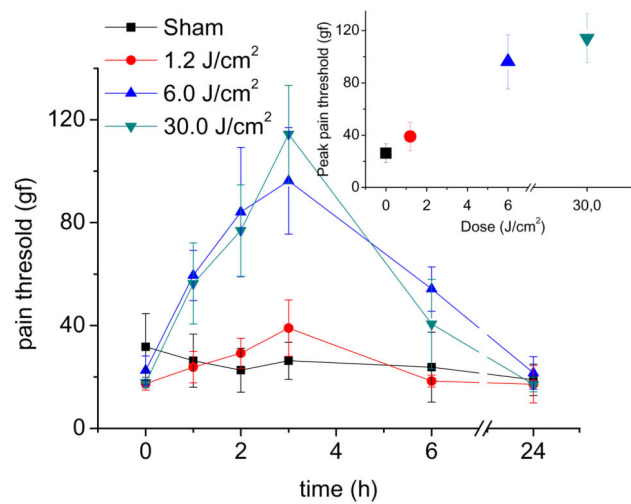 Sham
1.2 J/cm²
6.0 J/cm²
30.0 J/cm²
pain thresold (gf)
120
80
40
0
0
2
4
6
24
time (h)
Peak pain threshold (gf)
120
80
40
0
0
2
4
6
30,0
Dose (J/cm²)